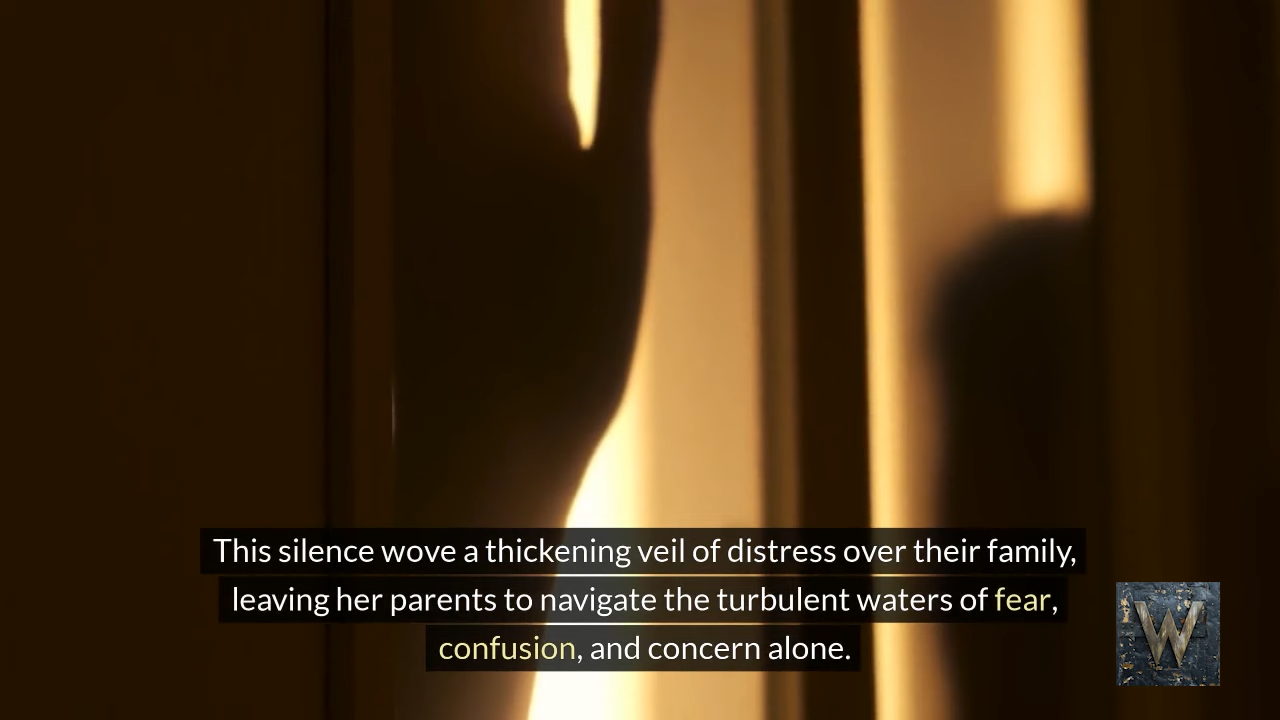 This silence wove a thickening veil of distress over their family,
leaving her parents to navigate the turbulent waters of fear,
confusion, and concern alone.
W